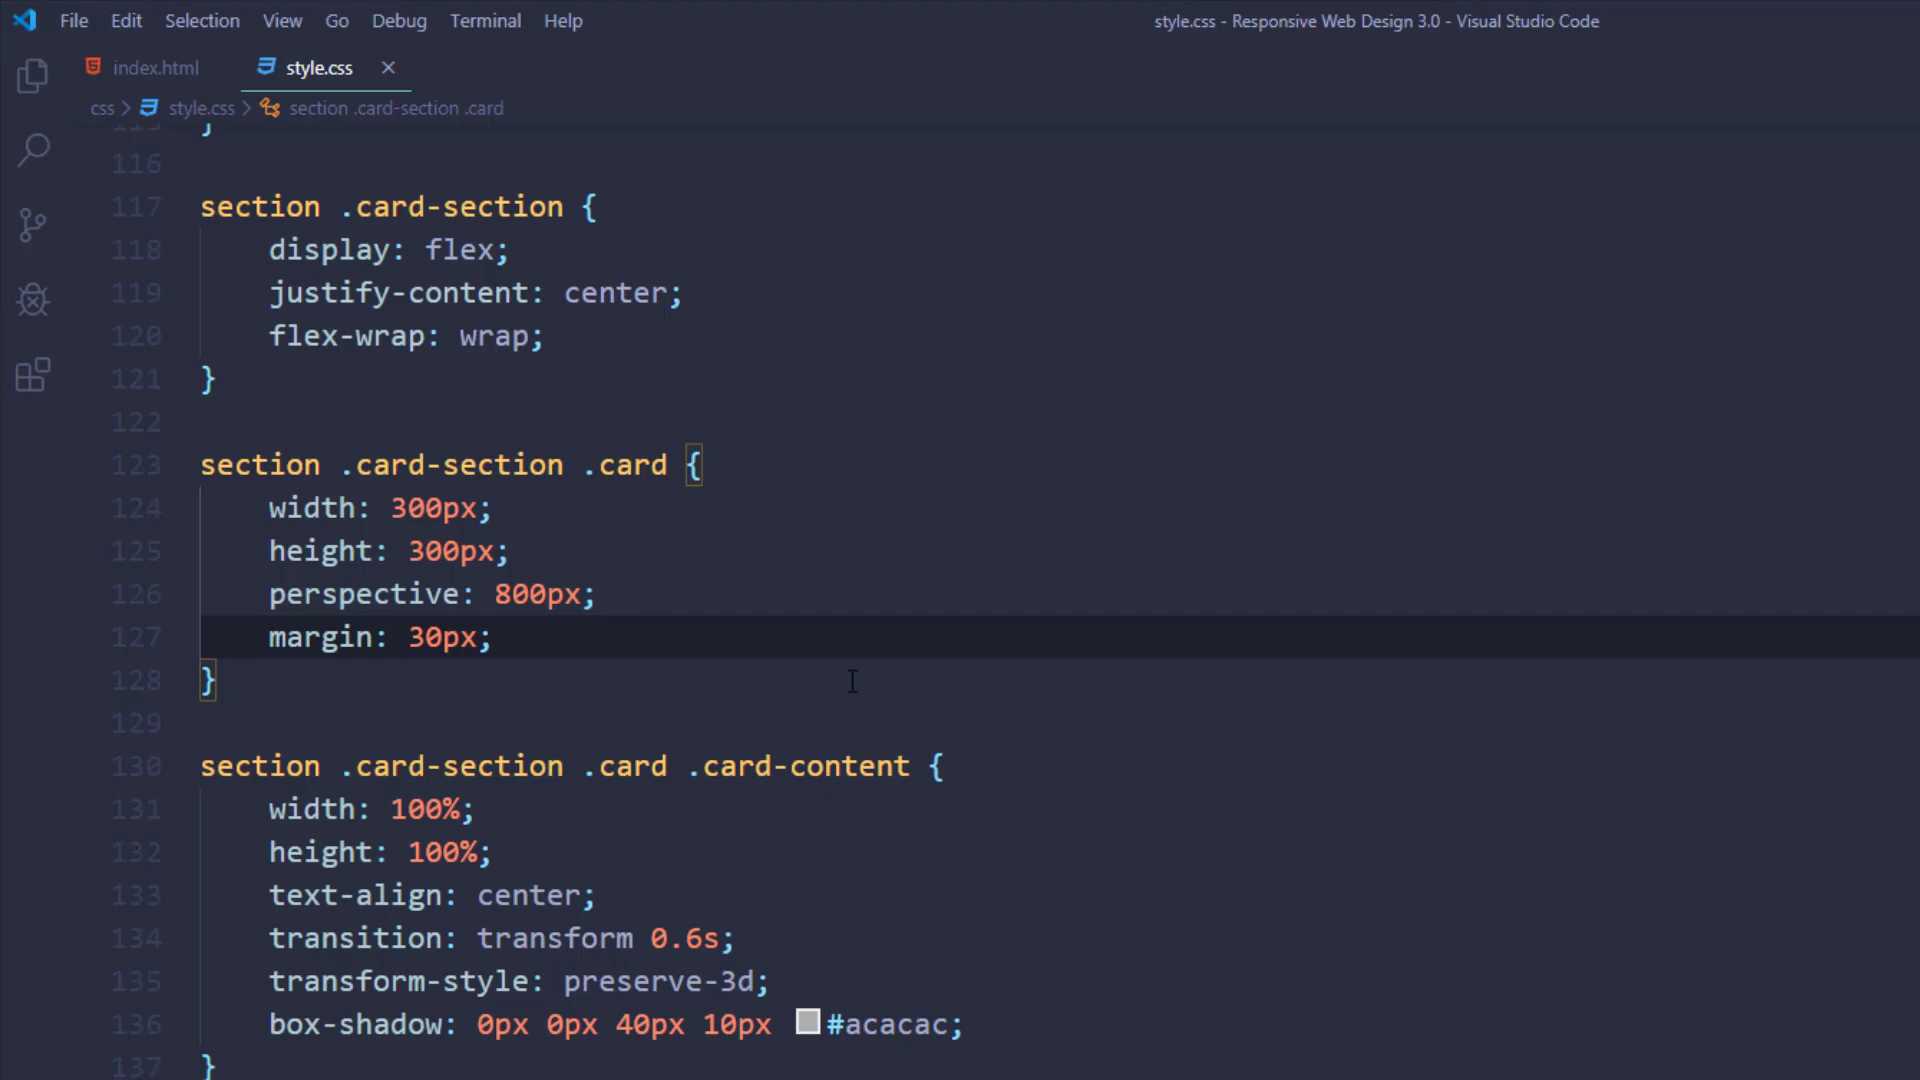 File Edit Selection View Go Debug Terminal Help style.css - Responsive Web Design 3.0 - Visual Studio Code
index.html style.css ×
css > style.css > section .card-section .card
115 }
116
117 section .card-section {
118 display: flex;
119 justify-content: center;
120 flex-wrap: wrap;
121 }
122
123 section .card-section .card {
124 width: 300px;
125 height: 300px;
126 perspective: 800px;
127 margin: 30px;
128 }
129
130 section .card-section .card .card-content {
131 width: 100%;
132 height: 100%;
133 text-align: center;
134 transition: transform 0.6s;
135 transform-style: preserve-3d;
136 box-shadow: 0px 0px 40px 10px #acacac;
137 }